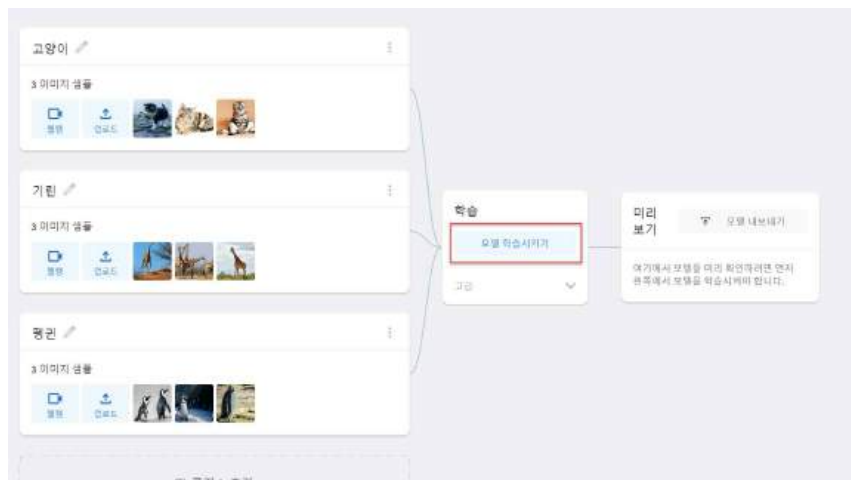 고양이
3 이미지 샘플
웹캠 업로드
기린
3 이미지 샘플
웹캠 업로드
펭귄
3 이미지 샘플
웹캠 업로드
학습
모델 학습시키기
고급
미리
보기
모델 내보내기
여기에서 모델을 미리 확인하려면 먼저
왼쪽에서 모델을 학습시켜야 합니다.